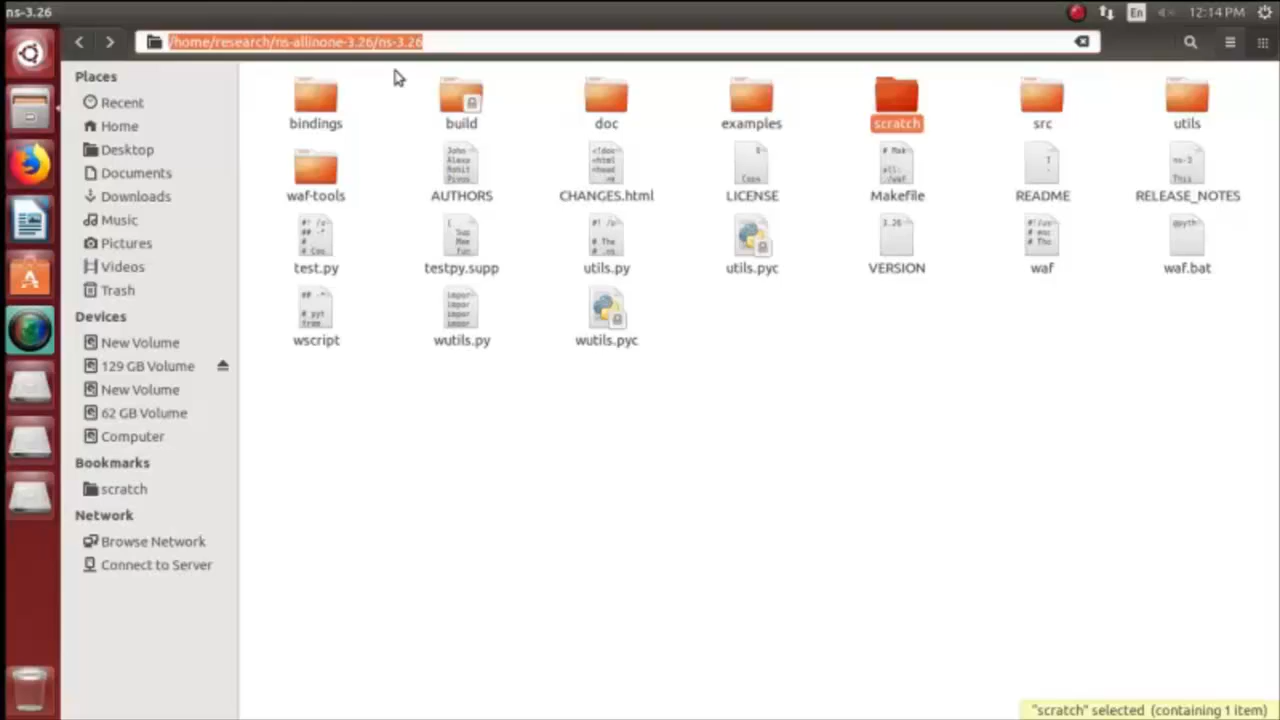 ns-3.26
En
12:14 PM
/home/research/ns-allinone-3.26/ns-3.26
Places
Recent
Home
Desktop
Documents
Downloads
Music
Pictures
Videos
Trash
Devices
New Volume
129 GB Volume
New Volume
62 GB Volume
Computer
Bookmarks
scratch
Network
Browse Network
Connect to Server
bindings
build
doc
examples
scratch
src
utils
waf-tools
AUTHORS
CHANGES.html
LICENSE
Makefile
README
RELEASE_NOTES
test.py
testpy.supp
utils.py
utils.pyc
VERSION
waf
waf.bat
wscript
wutils.py
wutils.pyc
"scratch" selected (containing 1 item)